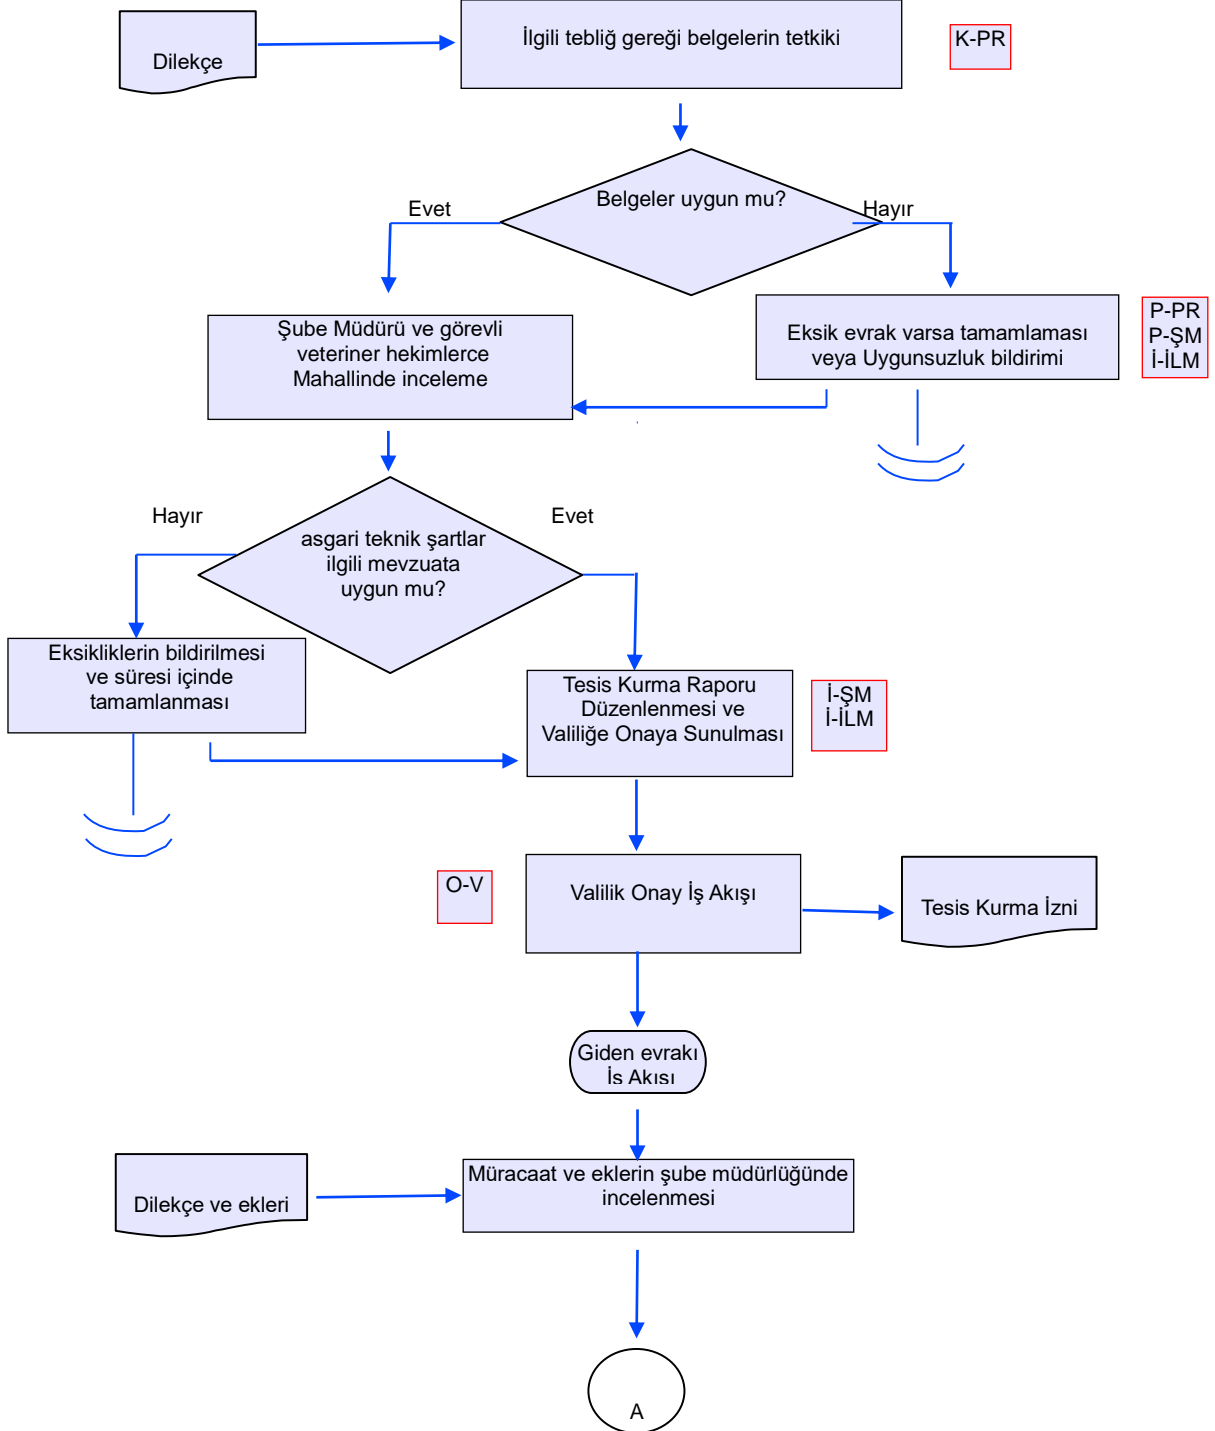 Dilekçe
İlgili tebliğ gereği belgelerin tetkiki
K-PR
Belgeler uygun mu?
Evet
Hayır
Şube Müdürü ve görevli
veteriner hekimlerce
Mahallinde inceleme
Eksik evrak varsa tamamlaması
veya Uygunsuzluk bildirimi
P-PR
P-ŞM
İ-İLM
Hayır
Evet
asgari teknik şartlar
ilgili mevzuata
uygun mu?
Eksikliklerin bildirilmesi
ve süresi içinde
tamamlanması
Tesis Kurma Raporu
Düzenlenmesi ve
Valiliğe Onaya Sunulması
İ-ŞM
İ-İLM
O-V
Valilik Onay İş Akışı
Tesis Kurma İzni
Giden evrakı
İş Akışı
Dilekçe ve ekleri
Müracaat ve eklerin şube müdürlüğünde
incelenmesi
A